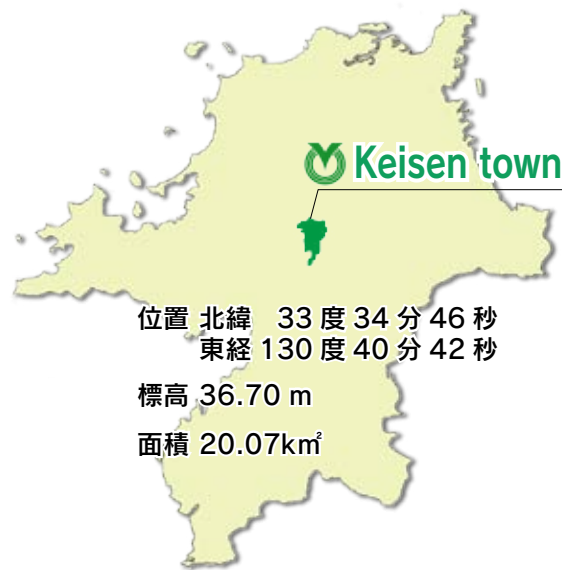 Keisen town
位置 北緯　33 度 34 分 46 秒
東経 130 度 40 分 42 秒
標高 36.70 m
面積 20.07k㎡